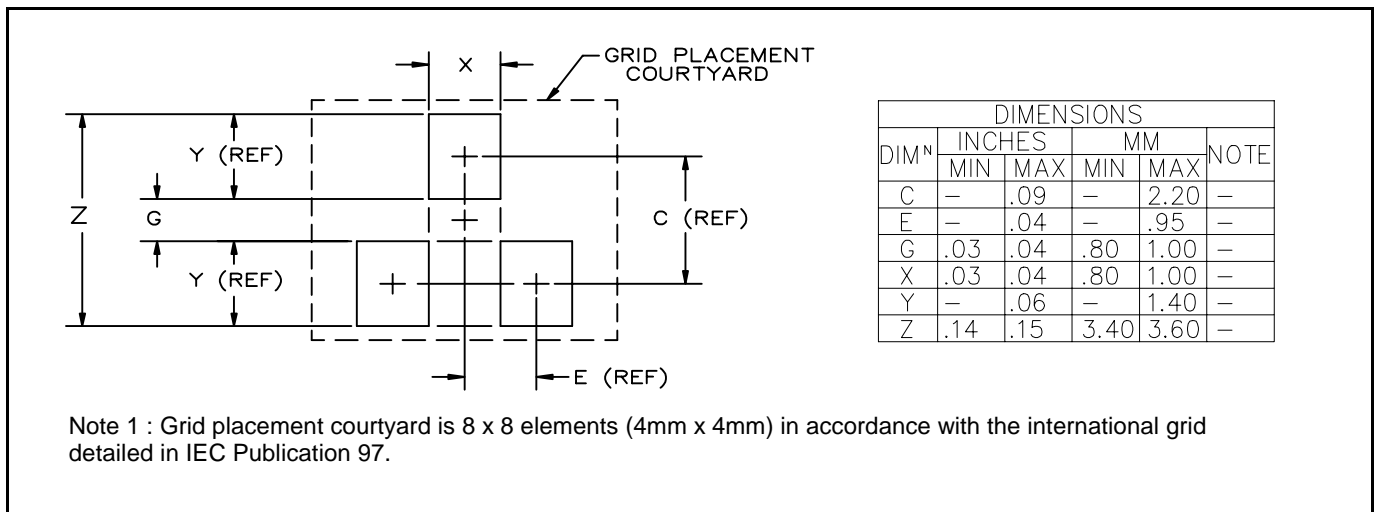 GRID PLACEMENT
COURTYARD
X
Y (REF)
Z
G
C (REF)
Y (REF)
E (REF)
DIMENSIONS
DIMᴺ INCHES MM NOTE
MIN MAX MIN MAX
C – .09 – 2.20 –
E – .04 – .95 –
G .03 .04 .80 1.00 –
X .03 .04 .80 1.00 –
Y – .06 – 1.40 –
Z .14 .15 3.40 3.60 –
Note 1 : Grid placement courtyard is 8 x 8 elements (4mm x 4mm) in accordance with the international grid
detailed in IEC Publication 97.